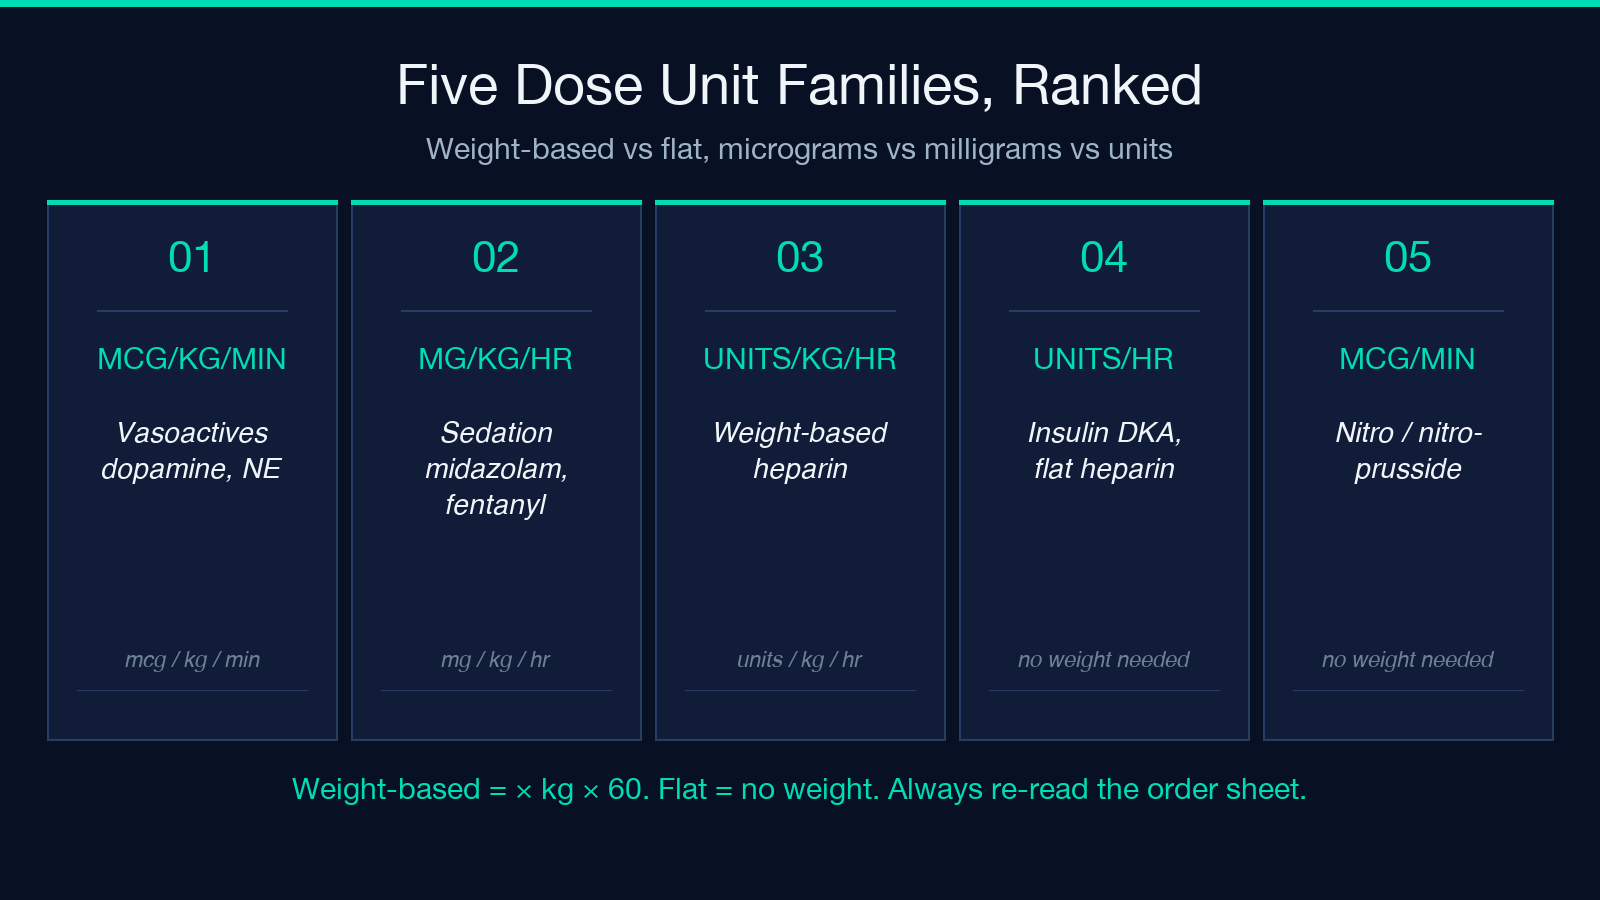 Five Dose Unit Families, Ranked
Weight-based vs flat, micrograms vs milligrams vs units
01
MCG/KG/MIN
Vasoactives
dopamine, NE
mcg / kg / min
02
MG/KG/HR
Sedation
midazolam,
fentanyl
mg / kg / hr
03
UNITS/KG/HR
Weight-based
heparin
units / kg / hr
04
UNITS/HR
Insulin DKA,
flat heparin
no weight needed
05
MCG/MIN
Nitro / nitro-
prusside
no weight needed
Weight-based = × kg × 60. Flat = no weight. Always re-read the order sheet.